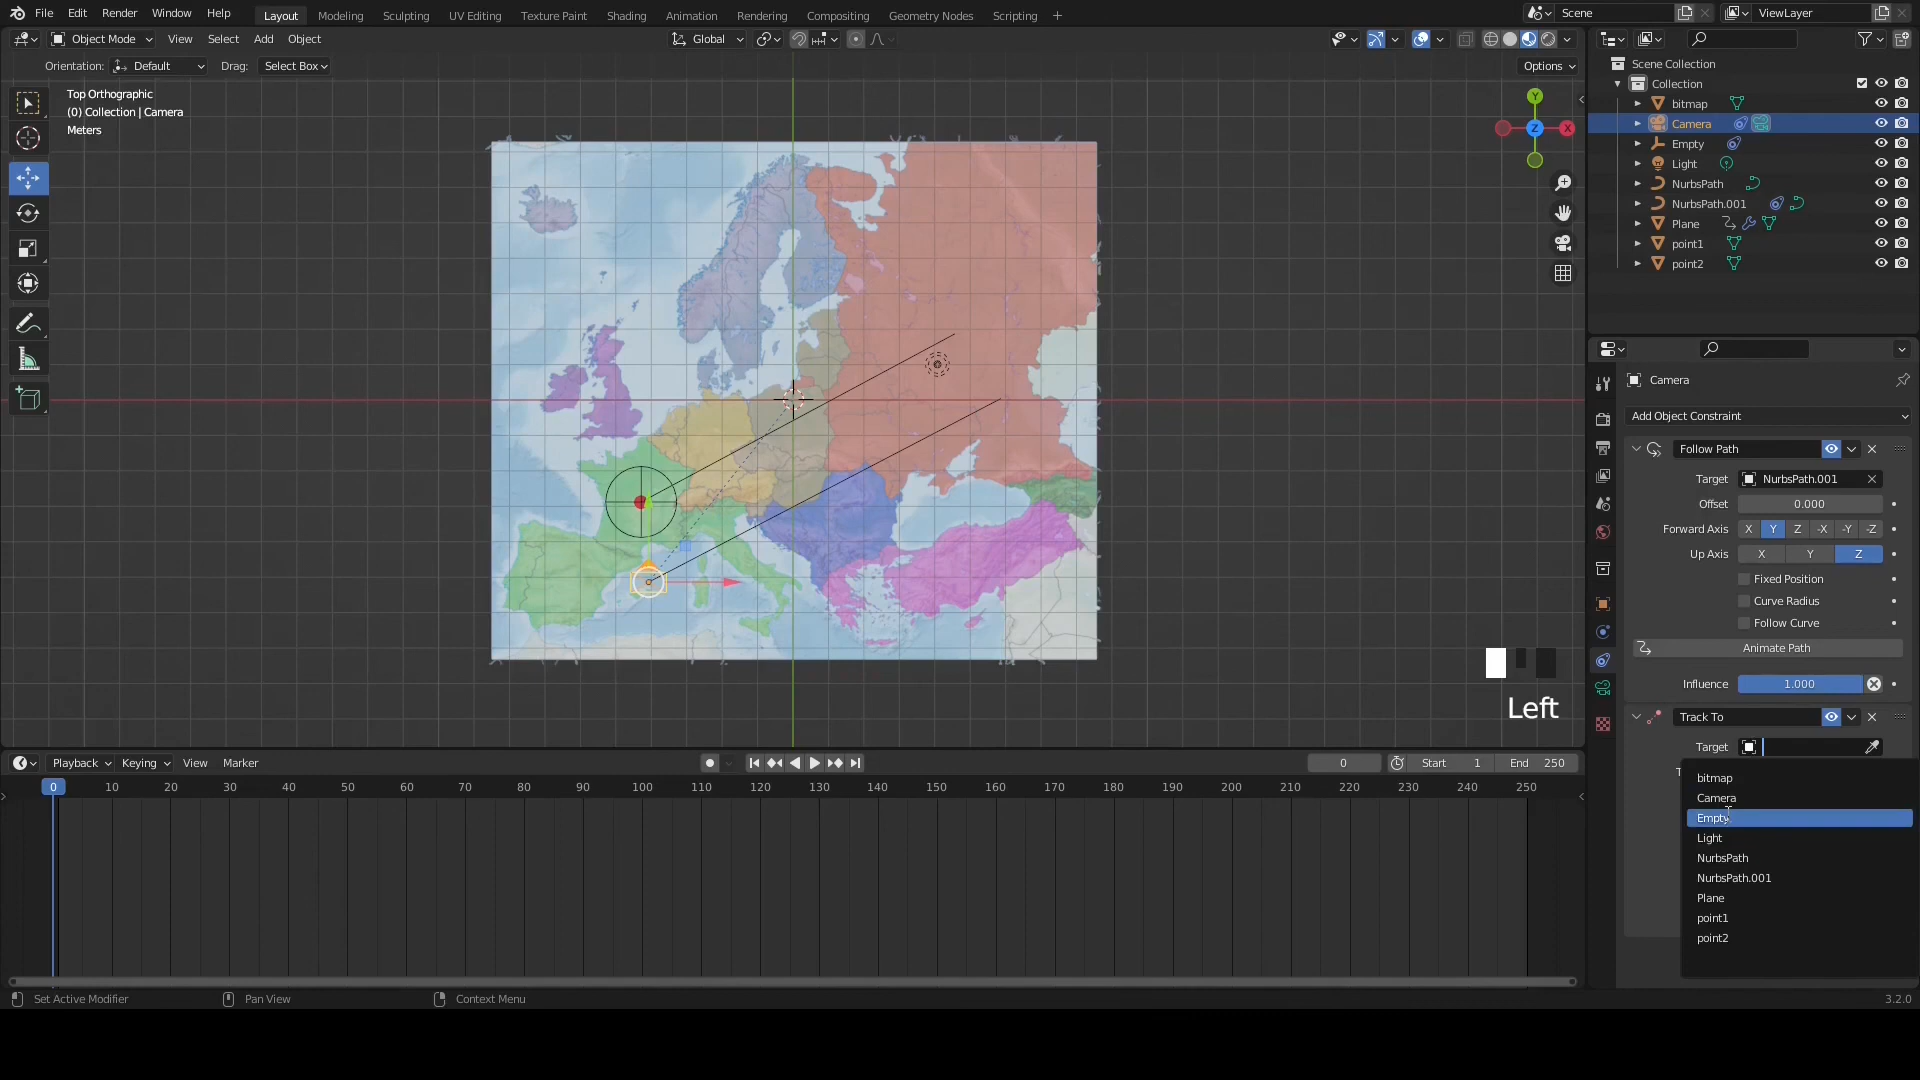 File Edit Render Window Help Layout Modeling Sculpting UV Editing Texture Paint Shading Animation Rendering Compositing Geometry Nodes Scripting + Scene ViewLayer
Object Mode View Select Add Object Global
Orientation: Default Drag: Select Box Options
Top Orthographic
(0) Collection | Camera
Meters
Y
Z
X
Left
Scene Collection
Collection
bitmap
Camera
Empty
Light
NurbsPath
NurbsPath.001
Plane
point1
point2
Camera
Add Object Constraint
Follow Path
Target NurbsPath.001
Offset 0.000
Forward Axis X Y Z -X -Y -Z
Up Axis X Y Z
Fixed Position
Curve Radius
Follow Curve
Animate Path
Influence 1.000
Track To
Target
bitmap
Camera
Empty
Light
NurbsPath
NurbsPath.001
Plane
point1
point2
Playback Keying View Marker 0 Start 1 End 250
0 10 20 30 40 50 60 70 80 90 100 110 120 130 140 150 160 170 180 190 200 210 220 230 240 250
Set Active Modifier Pan View Context Menu 3.2.0